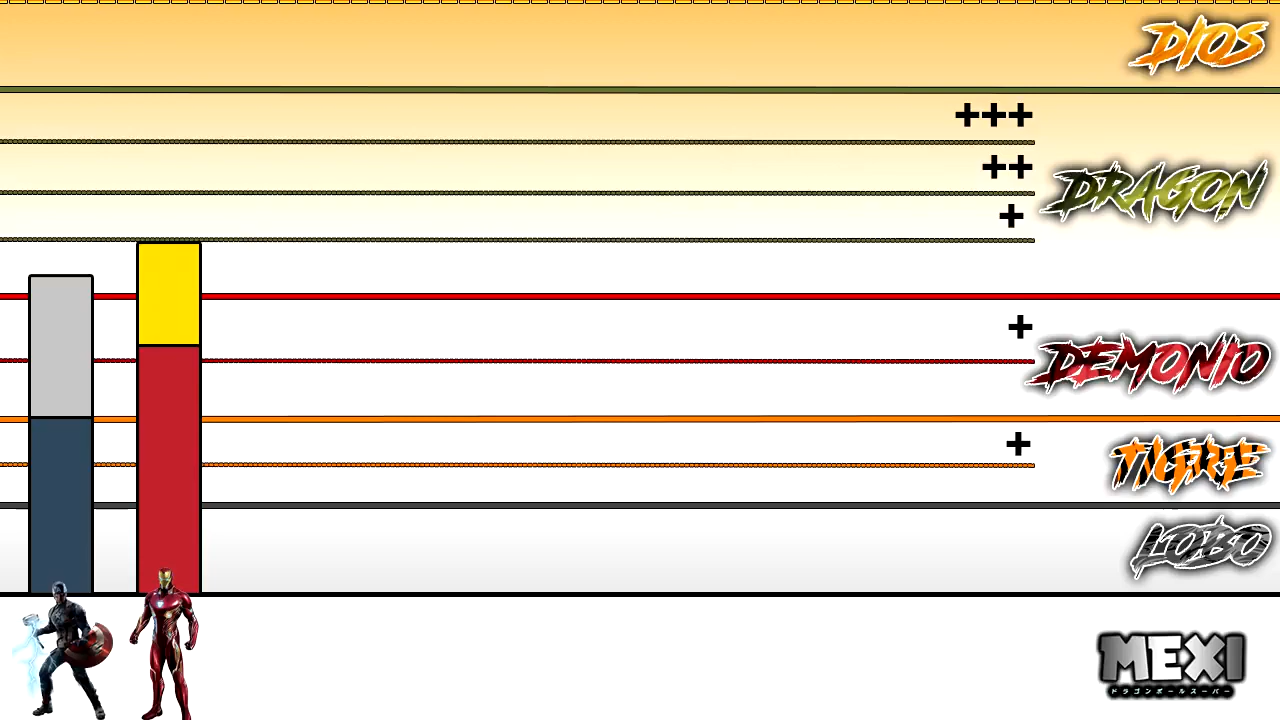 DIOS
+++
++
DRAGON
+
+
DEMONIO
+
TIGRE
LOBO
MEXI
ドラゴンボールスーパー